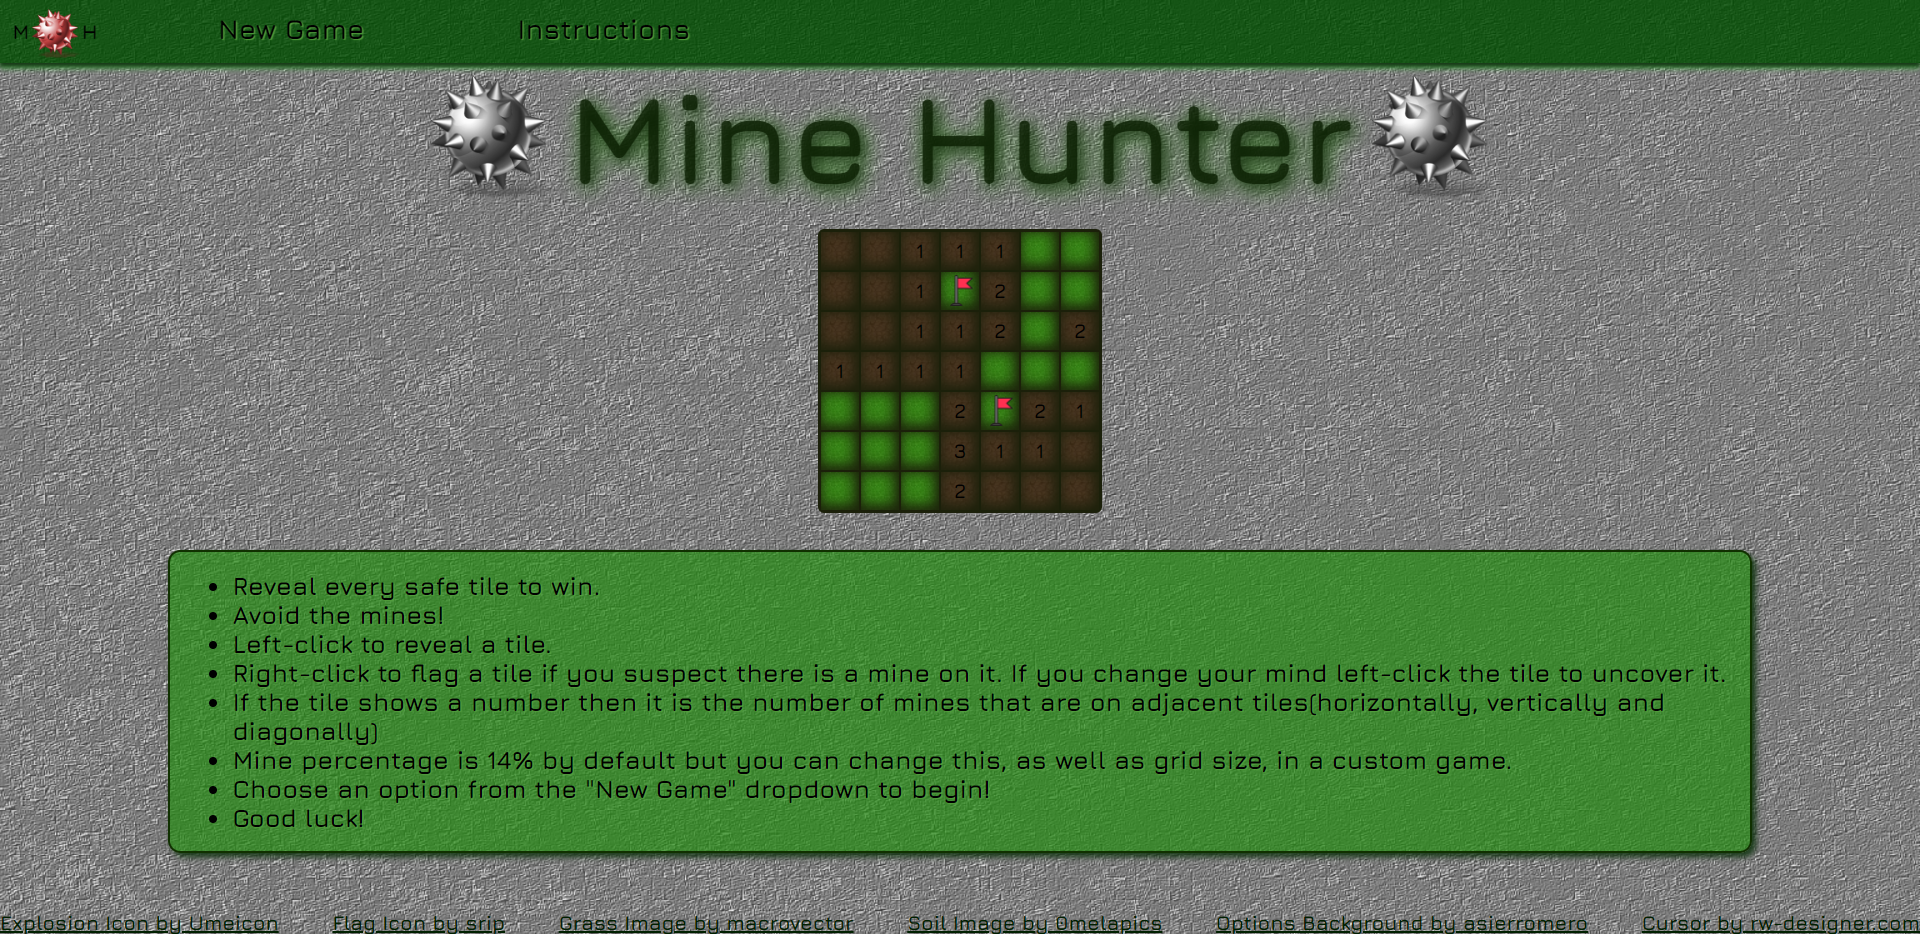 M H New Game Instructions
Mine Hunter
1 1 1
1 2
1 1 2 2
1 1 1 1
2 2 1
3 1 1
2
Reveal every safe tile to win.
Avoid the mines!
Left-click to reveal a tile.
Right-click to flag a tile if you suspect there is a mine on it. If you change your mind left-click the tile to uncover it.
If the tile shows a number then it is the number of mines that are on adjacent tiles(horizontally, vertically and
diagonally)
Mine percentage is 14% by default but you can change this, as well as grid size, in a custom game.
Choose an option from the "New Game" dropdown to begin!
Good luck!
Explosion Icon by Umeicon Flag Icon by srip Grass Image by macrovector Soil Image by 0melapics Options Background by asierromero Cursor by rw-designer.com